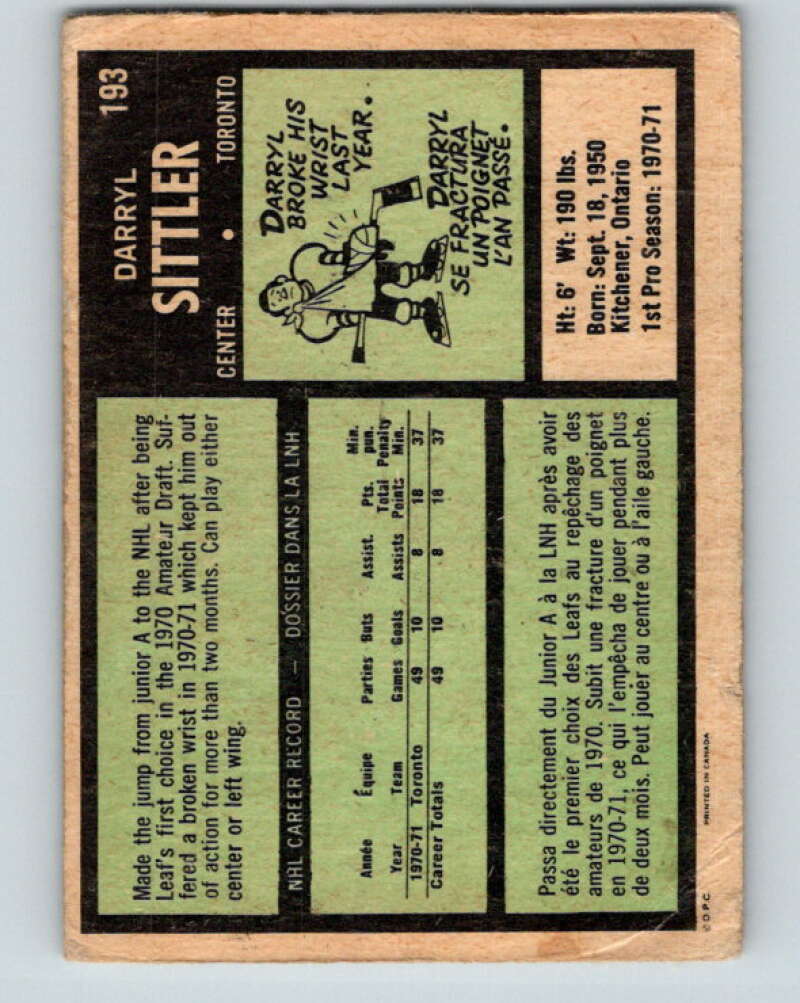 DARRYL 193
SITTLER
CENTER • TORONTO
Made the jump from junior A to the NHL after being
Leaf's first choice in the 1970 Amateur Draft. Suf-
fered a broken wrist in 1970-71 which kept him out
of action for more than two months. Can play either
center or left wing.
DARRYL
BROKE HIS
WRIST
LAST
YEAR..
DARRYL
SE FRACTURA
UN POIGNET
L'AN PASSÉ.
NHL CAREER RECORD — DOSSIER DANS LA LNH
Min.
Pts. pun.
Année Équipe Parties Buts Assist. Total Penalty
Year Team Games Goals Assists Points Min.
1970-71 Toronto 49 10 8 18 37
Career Totals 49 10 8 18 37
Ht: 6' Wt: 190 lbs.
Born: Sept. 18, 1950
Kitchener, Ontario
1st Pro Season: 1970-71
Passa directement du Junior A à la LNH après avoir
été le premier choix des Leafs au repêchage des
amateurs de 1970. Subit une fracture d'un poignet
en 1970-71, ce qui l'empêcha de jouer pendant plus
de deux mois. Peut jouer au centre ou à l'aile gauche.
© O.P.C. PRINTED IN CANADA